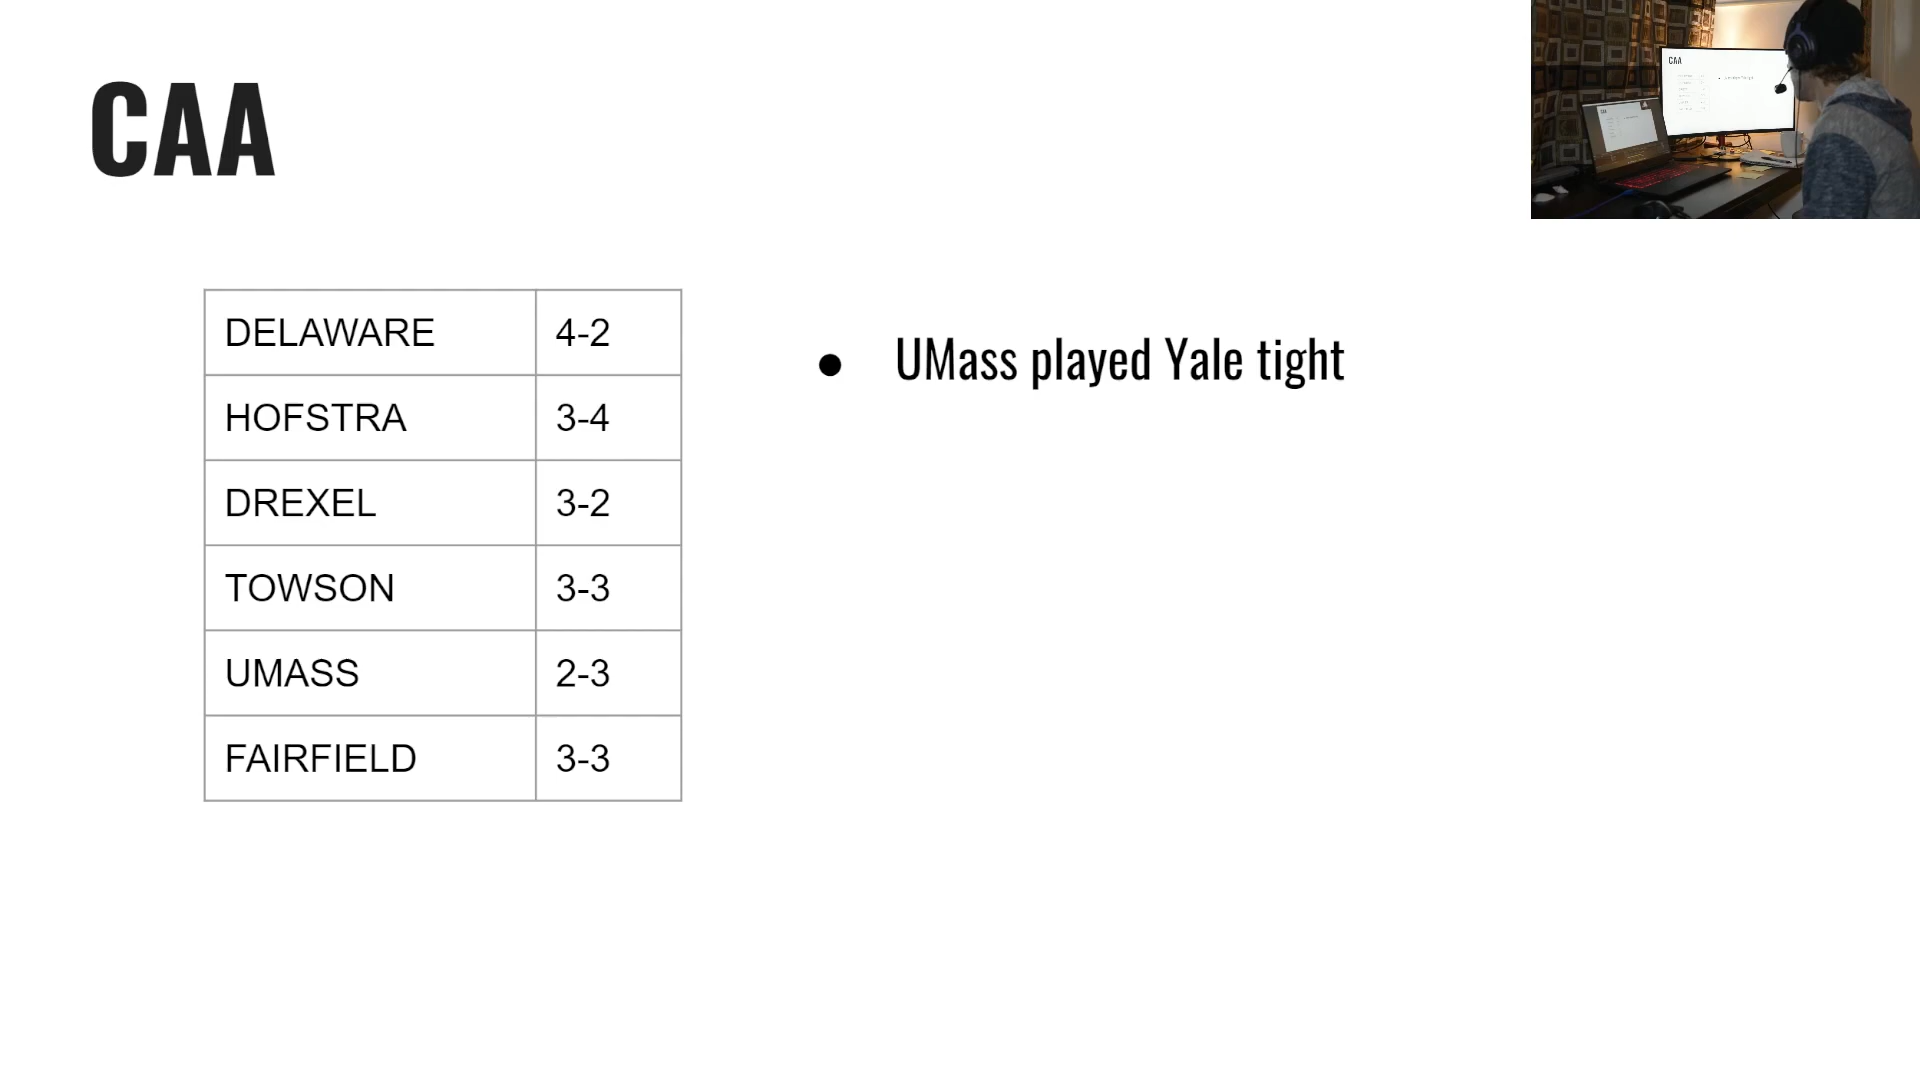 CAA
DELAWARE 4-2
HOFSTRA 3-4
DREXEL 3-2
TOWSON 3-3
UMASS 2-3
FAIRFIELD 3-3
● UMass played Yale tight
CAA